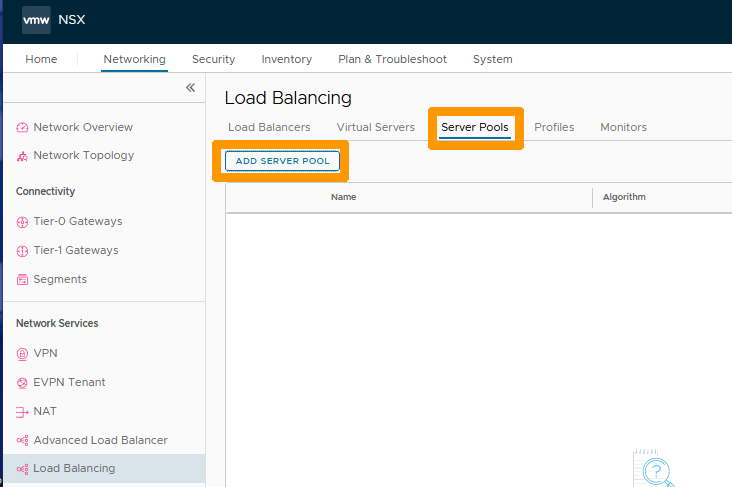 vmw NSX
Home Networking Security Inventory Plan & Troubleshoot System
«
Load Balancing
Load Balancers Virtual Servers Server Pools Profiles Monitors
ADD SERVER POOL
Name Algorithm
Network Overview
Network Topology
Connectivity
Tier-0 Gateways
Tier-1 Gateways
Segments
Network Services
VPN
EVPN Tenant
NAT
Advanced Load Balancer
Load Balancing
?